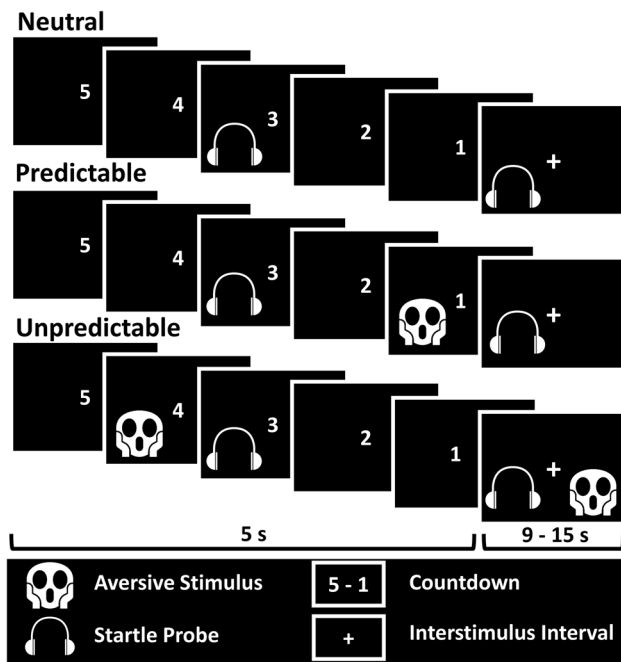 Neutral
5
4
3
2
1
+
Predictable
5
4
3
2
1
+
Unpredictable
5
4
3
2
1
+
5 s
9 - 15 s
Aversive Stimulus
5 - 1
Countdown
Startle Probe
+
Interstimulus Interval